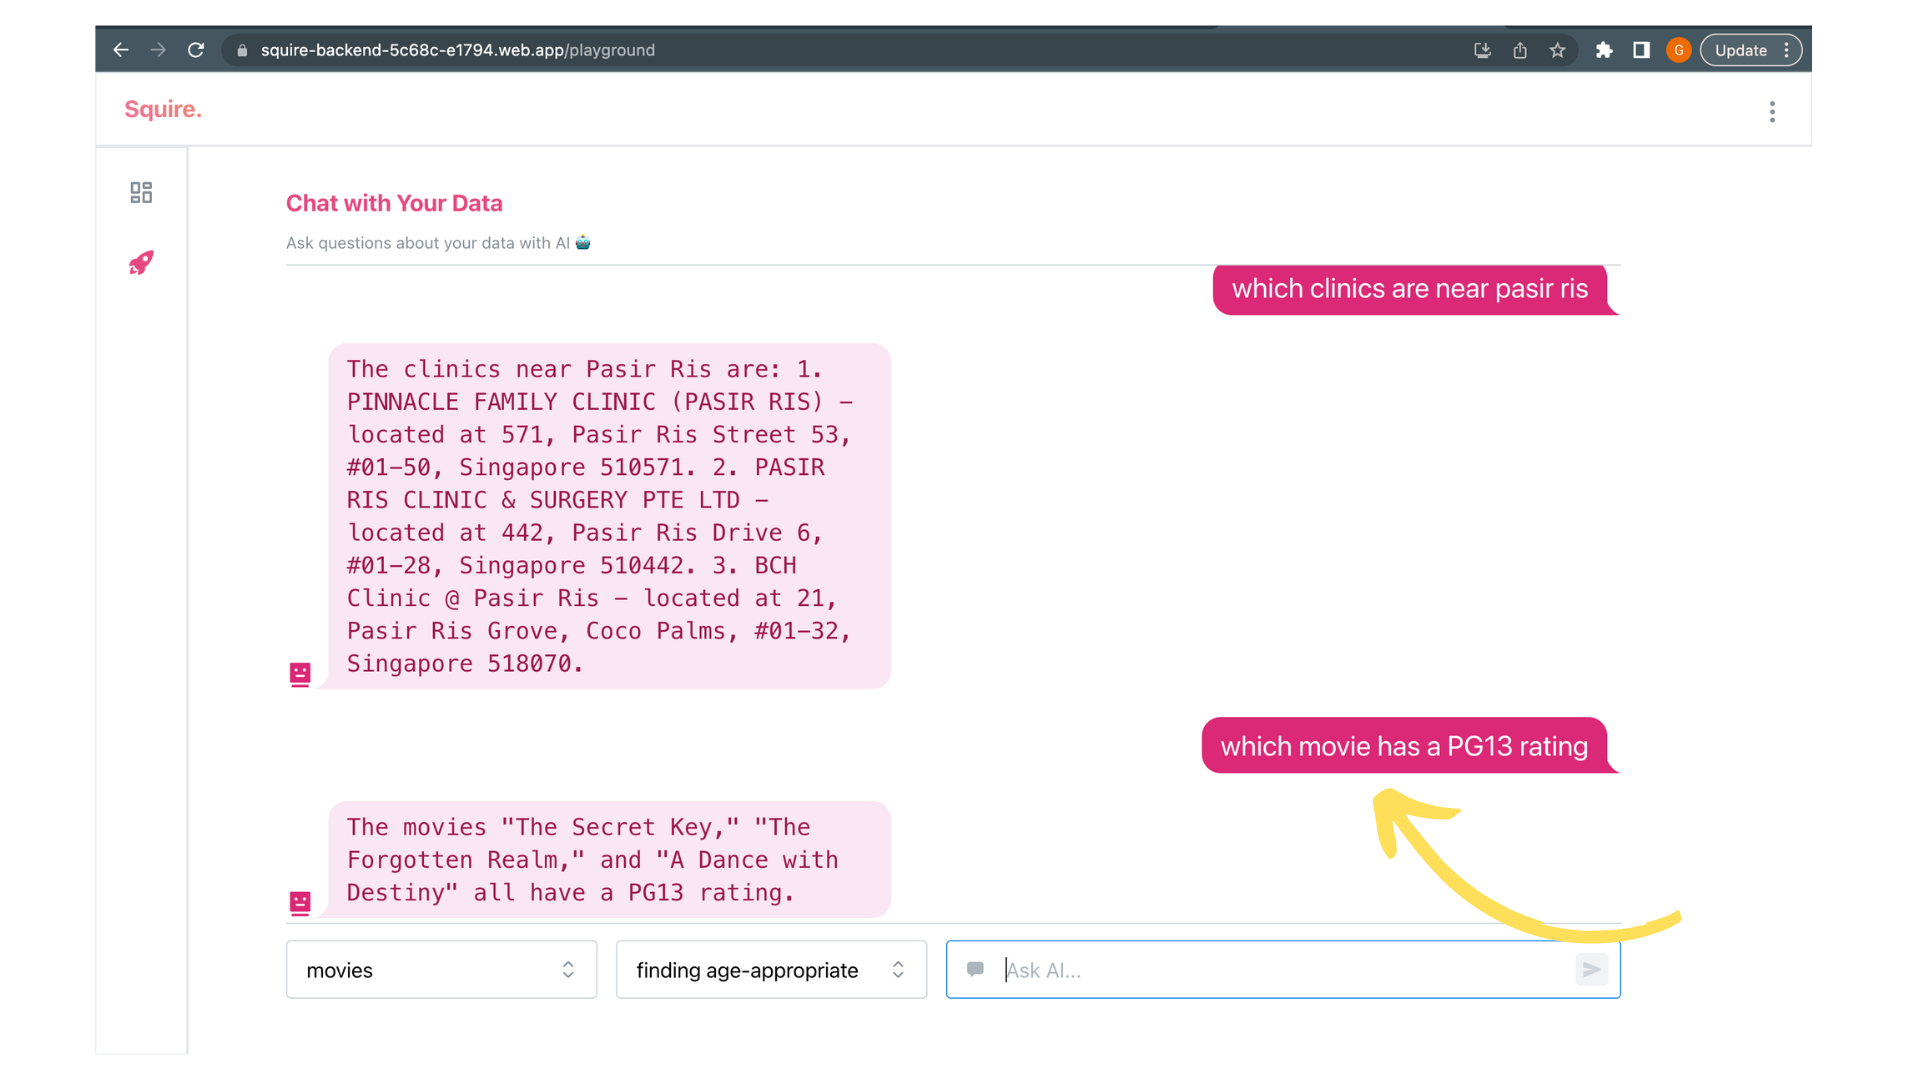 squire-backend-5c68c-e1794.web.app/playground
G
Update
Squire.
Chat with Your Data
Ask questions about your data with AI
which clinics are near pasir ris
The clinics near Pasir Ris are: 1.
PINNACLE FAMILY CLINIC (PASIR RIS) –
located at 571, Pasir Ris Street 53,
#01–50, Singapore 510571. 2. PASIR
RIS CLINIC & SURGERY PTE LTD –
located at 442, Pasir Ris Drive 6,
#01–28, Singapore 510442. 3. BCH
Clinic @ Pasir Ris – located at 21,
Pasir Ris Grove, Coco Palms, #01–32,
Singapore 518070.
which movie has a PG13 rating
The movies "The Secret Key," "The
Forgotten Realm," and "A Dance with
Destiny" all have a PG13 rating.
movies
finding age-appropriate
Ask AI...